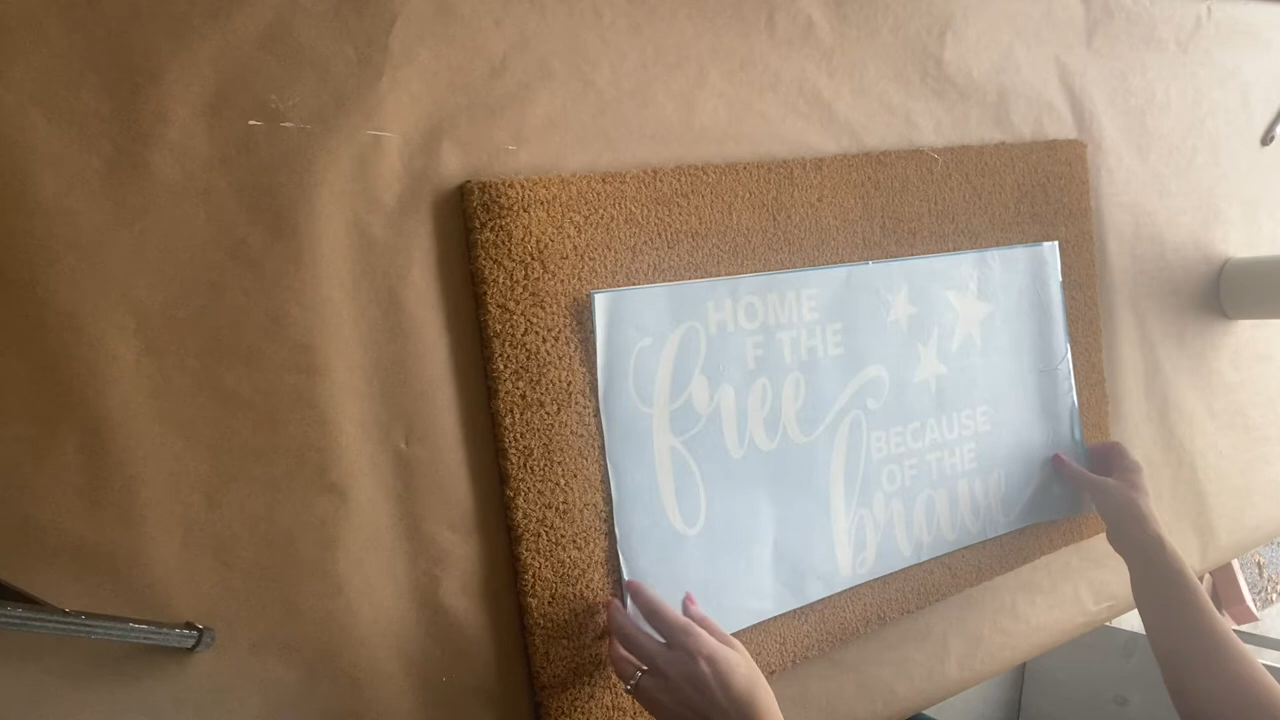 HOME
F THE
free
BECAUSE
OF THE
brave